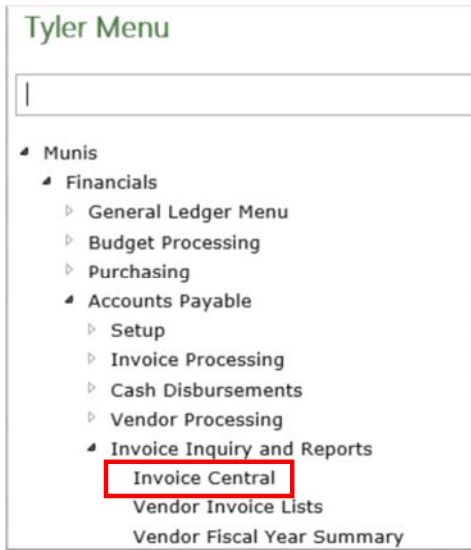 Tyler Menu
Munis
Financials
General Ledger Menu
Budget Processing
Purchasing
Accounts Payable
Setup
Invoice Processing
Cash Disbursements
Vendor Processing
Invoice Inquiry and Reports
Invoice Central
Vendor Invoice Lists
Vendor Fiscal Year Summary